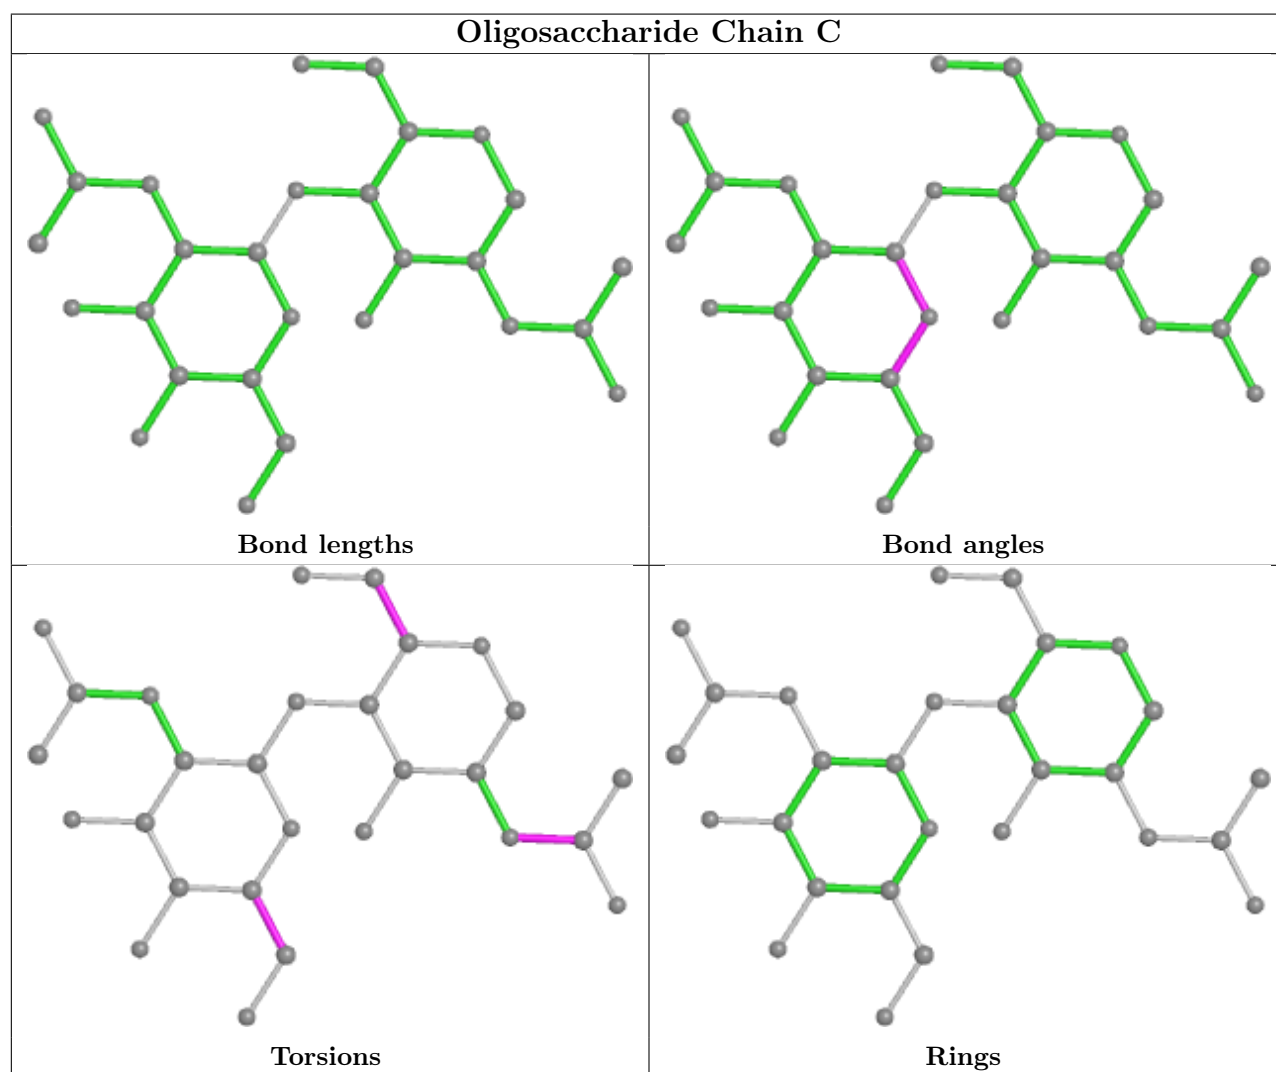 Oligosaccharide Chain C
Bond lengths
Bond angles
Torsions
Rings